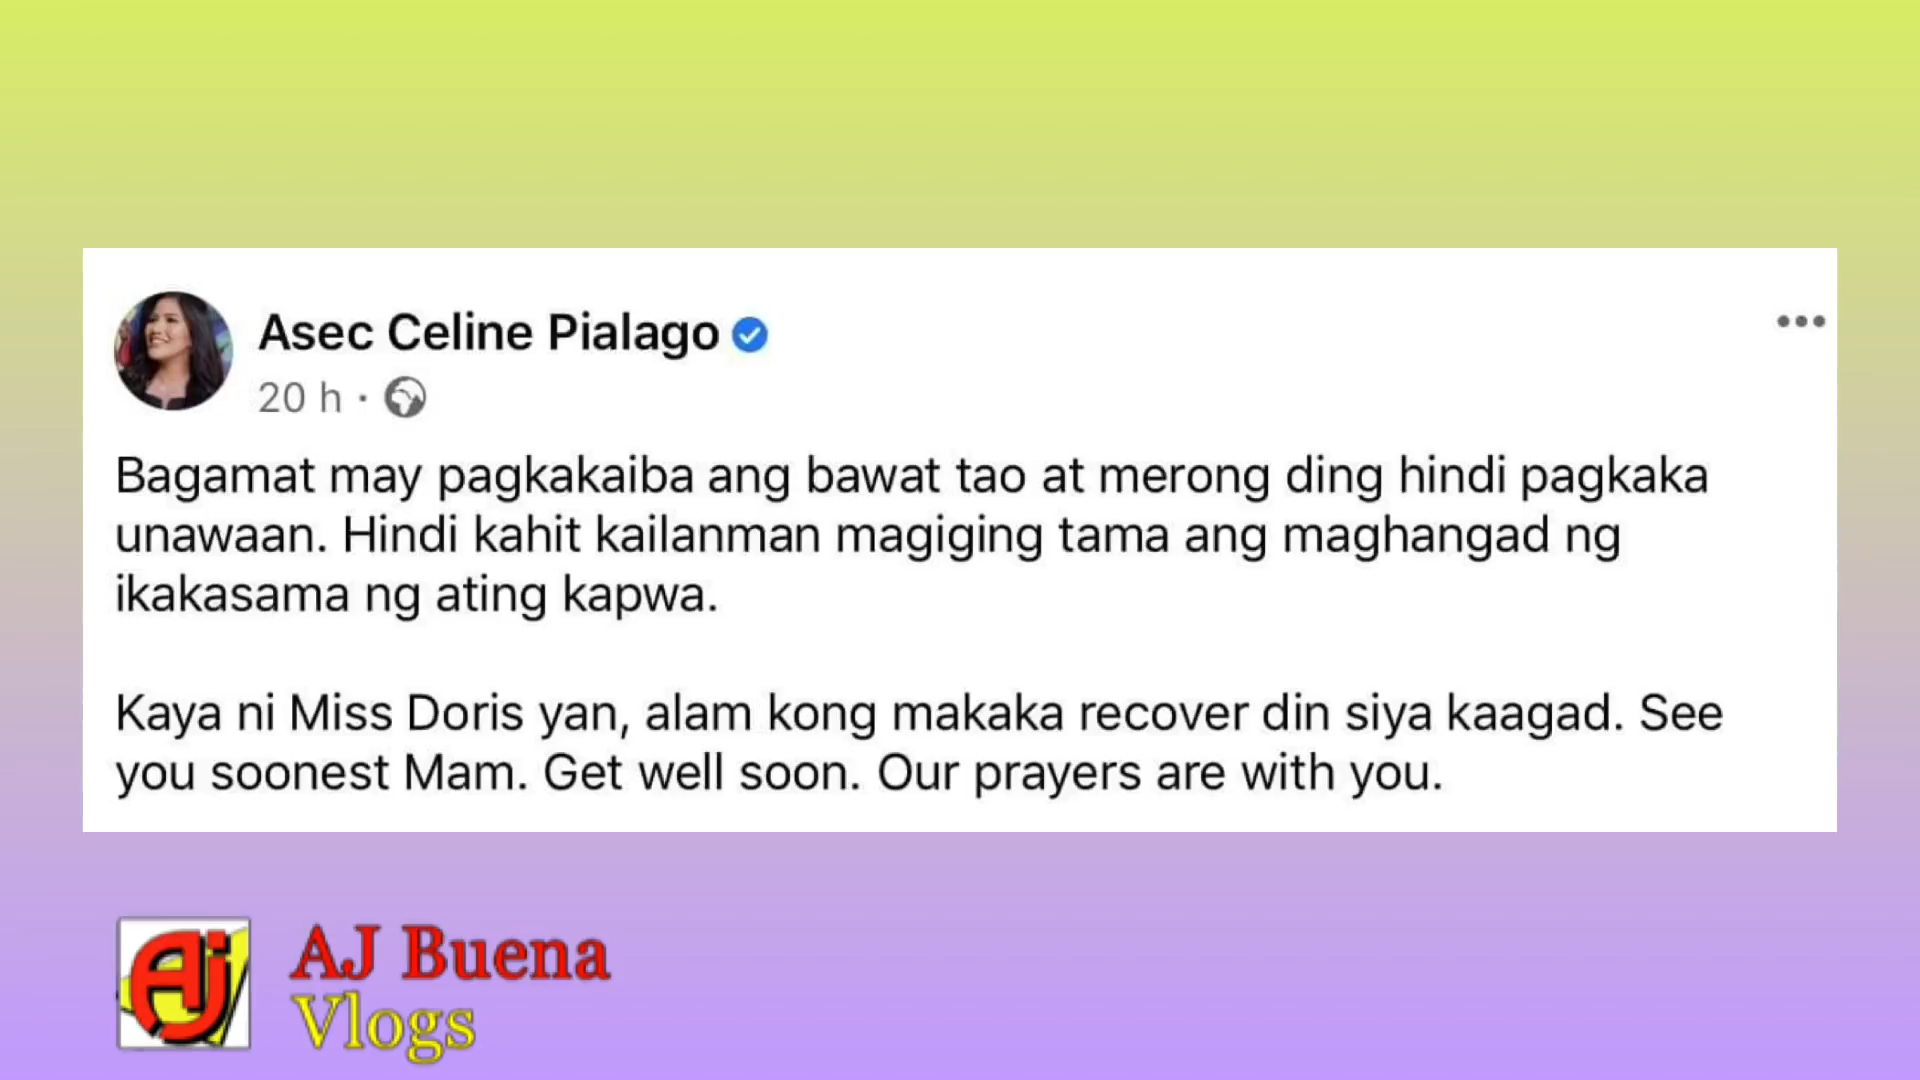 Asec Celine Pialago
20 h ·
Bagamat may pagkakaiba ang bawat tao at merong ding hindi pagkaka
unawaan. Hindi kahit kailanman magiging tama ang maghangad ng
ikakasama ng ating kapwa.
Kaya ni Miss Doris yan, alam kong makaka recover din siya kaagad. See
you soonest Mam. Get well soon. Our prayers are with you.
AJ
AJ Buena
Vlogs